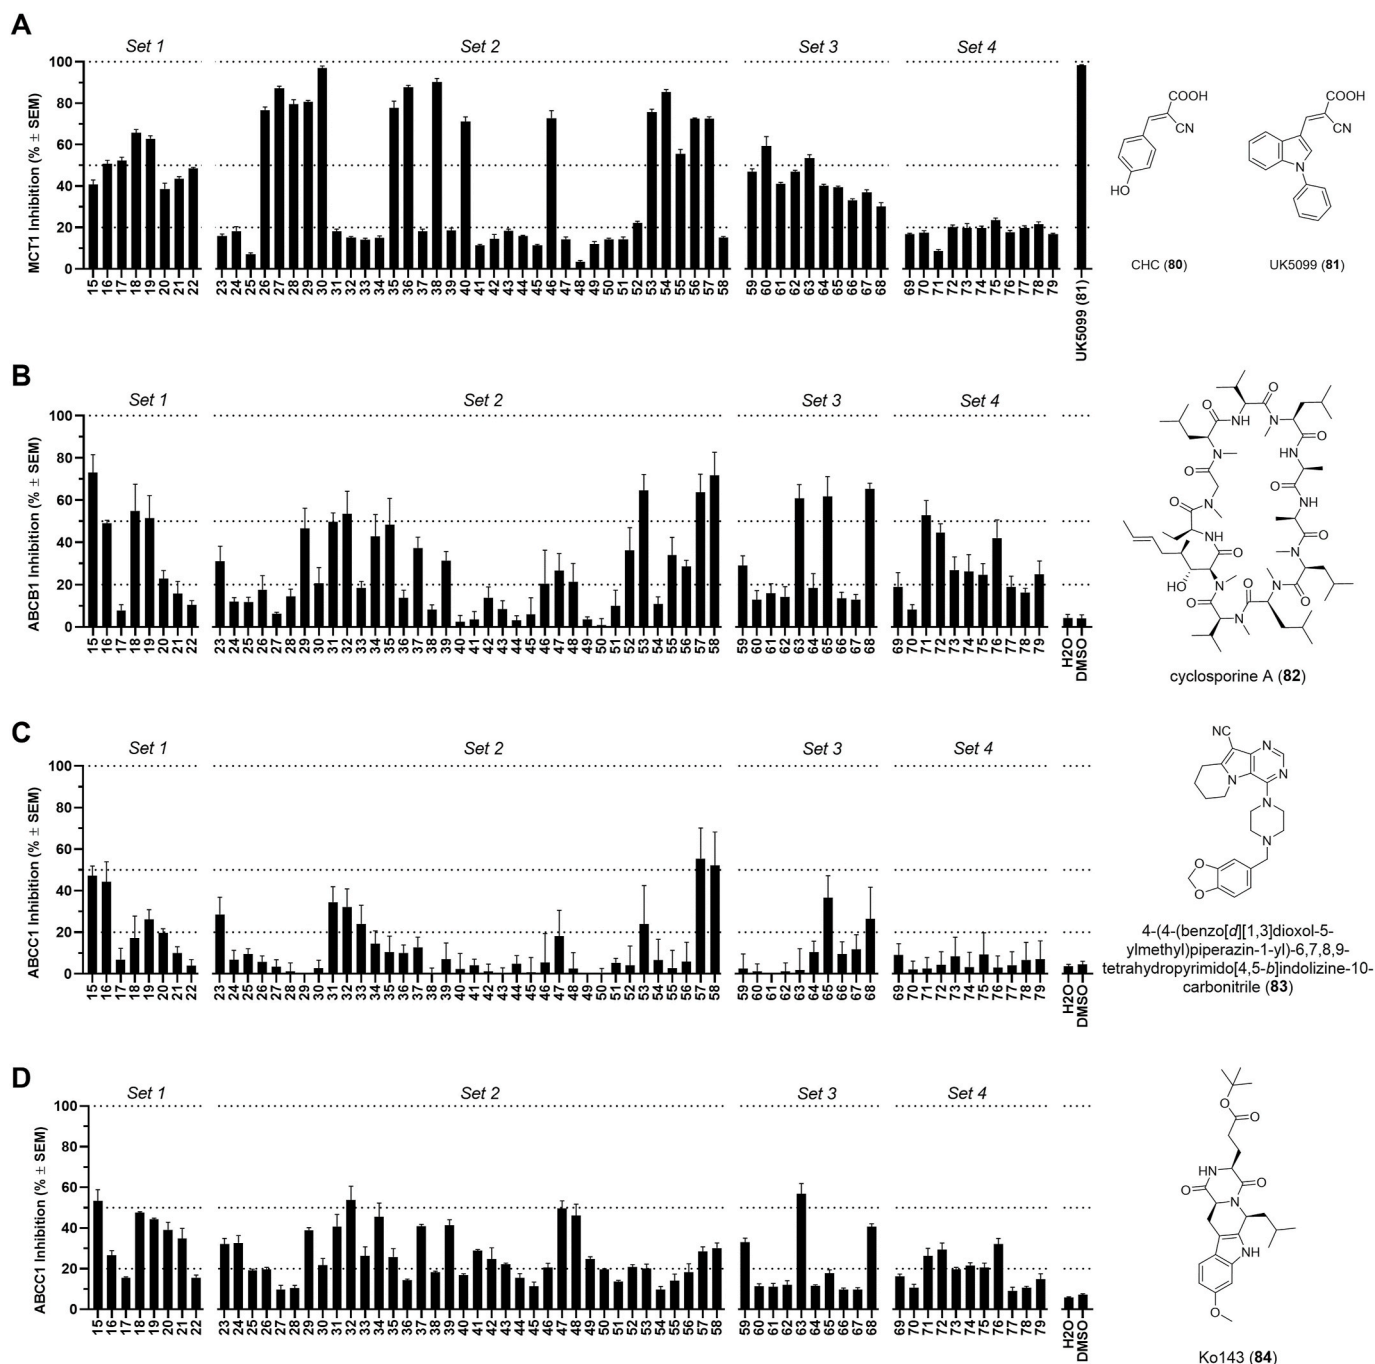 A
Set 1 Set 2 Set 3 Set 4
MCT1 Inhibition (% ± SEM)
100
80
60
40
20
0
15 16 17 18 19 20 21 22 23 24 25 26 27 28 29 30 31 32 33 34 35 36 37 38 39 40 41 42 43 44 45 46 47 48 49 50 51 52 53 54 55 56 57 58 59 60 61 62 63 64 65 66 67 68 69 70 71 72 73 74 75 76 77 78 79 UK5099 (81)
COOH
CN
HO
CHC (80)
COOH
CN
N
UK5099 (81)
B
Set 1 Set 2 Set 3 Set 4
ABCB1 Inhibition (% ± SEM)
100
80
60
40
20
0
15 16 17 18 19 20 21 22 23 24 25 26 27 28 29 30 31 32 33 34 35 36 37 38 39 40 41 42 43 44 45 46 47 48 49 50 51 52 53 54 55 56 57 58 59 60 61 62 63 64 65 66 67 68 69 70 71 72 73 74 75 76 77 78 79 H2O DMSO
O O
O NH N O
N HN
O O
O N NH
NH O O
HO N N N O
O N O O
cyclosporine A (82)
C
Set 1 Set 2 Set 3 Set 4
ABCC1 Inhibition (% ± SEM)
100
80
60
40
20
0
15 16 17 18 19 20 21 22 23 24 25 26 27 28 29 30 31 32 33 34 35 36 37 38 39 40 41 42 43 44 45 46 47 48 49 50 51 52 53 54 55 56 57 58 59 60 61 62 63 64 65 66 67 68 69 70 71 72 73 74 75 76 77 78 79 H2O DMSO
NC
N
N N
N
N
O
O
4-(4-(benzo[d][1,3]dioxol-5-
ylmethyl)piperazin-1-yl)-6,7,8,9-
tetrahydropyrimido[4,5-b]indolizine-10-
carbonitrile (83)
D
Set 1 Set 2 Set 3 Set 4
ABCC1 Inhibition (% ± SEM)
100
80
60
40
20
0
15 16 17 18 19 20 21 22 23 24 25 26 27 28 29 30 31 32 33 34 35 36 37 38 39 40 41 42 43 44 45 46 47 48 49 50 51 52 53 54 55 56 57 58 59 60 61 62 63 64 65 66 67 68 69 70 71 72 73 74 75 76 77 78 79 H2O DMSO
O O
HN O
O N
NH
O
Ko143 (84)